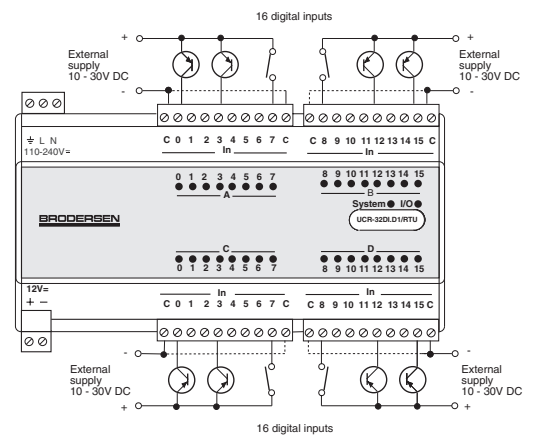 16 digital inputs
+
External
supply
10 - 30V DC
-
+
External
supply
10 - 30V DC
-
L N
110-240V=
C 0 1 2 3 4 5 6 7 C
In
C 8 9 10 11 12 13 14 15 C
In
0 1 2 3 4 5 6 7
A
8 9 10 11 12 13 14 15
B
System I/O
UCR-32DI.D1/RTU
BRODERSEN
C
0 1 2 3 4 5 6 7
D
8 9 10 11 12 13 14 15
12V=
+ -
In
C 0 1 2 3 4 5 6 7 C
In
C 8 9 10 11 12 13 14 15 C
-
External
supply
10 - 30V DC
+
-
External
supply
10 - 30V DC
+
16 digital inputs